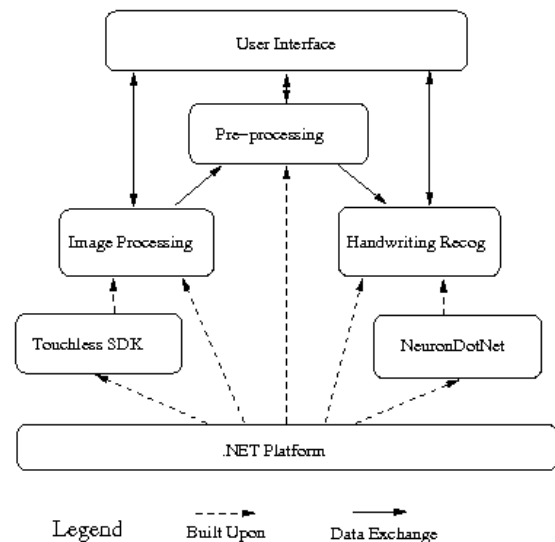 User Interface
Pre-processing
Image Processing
Handwriting Recog
Touchless SDK
NeuronDotNet
.NET Platform
Legend
Built Upon
Data Exchange